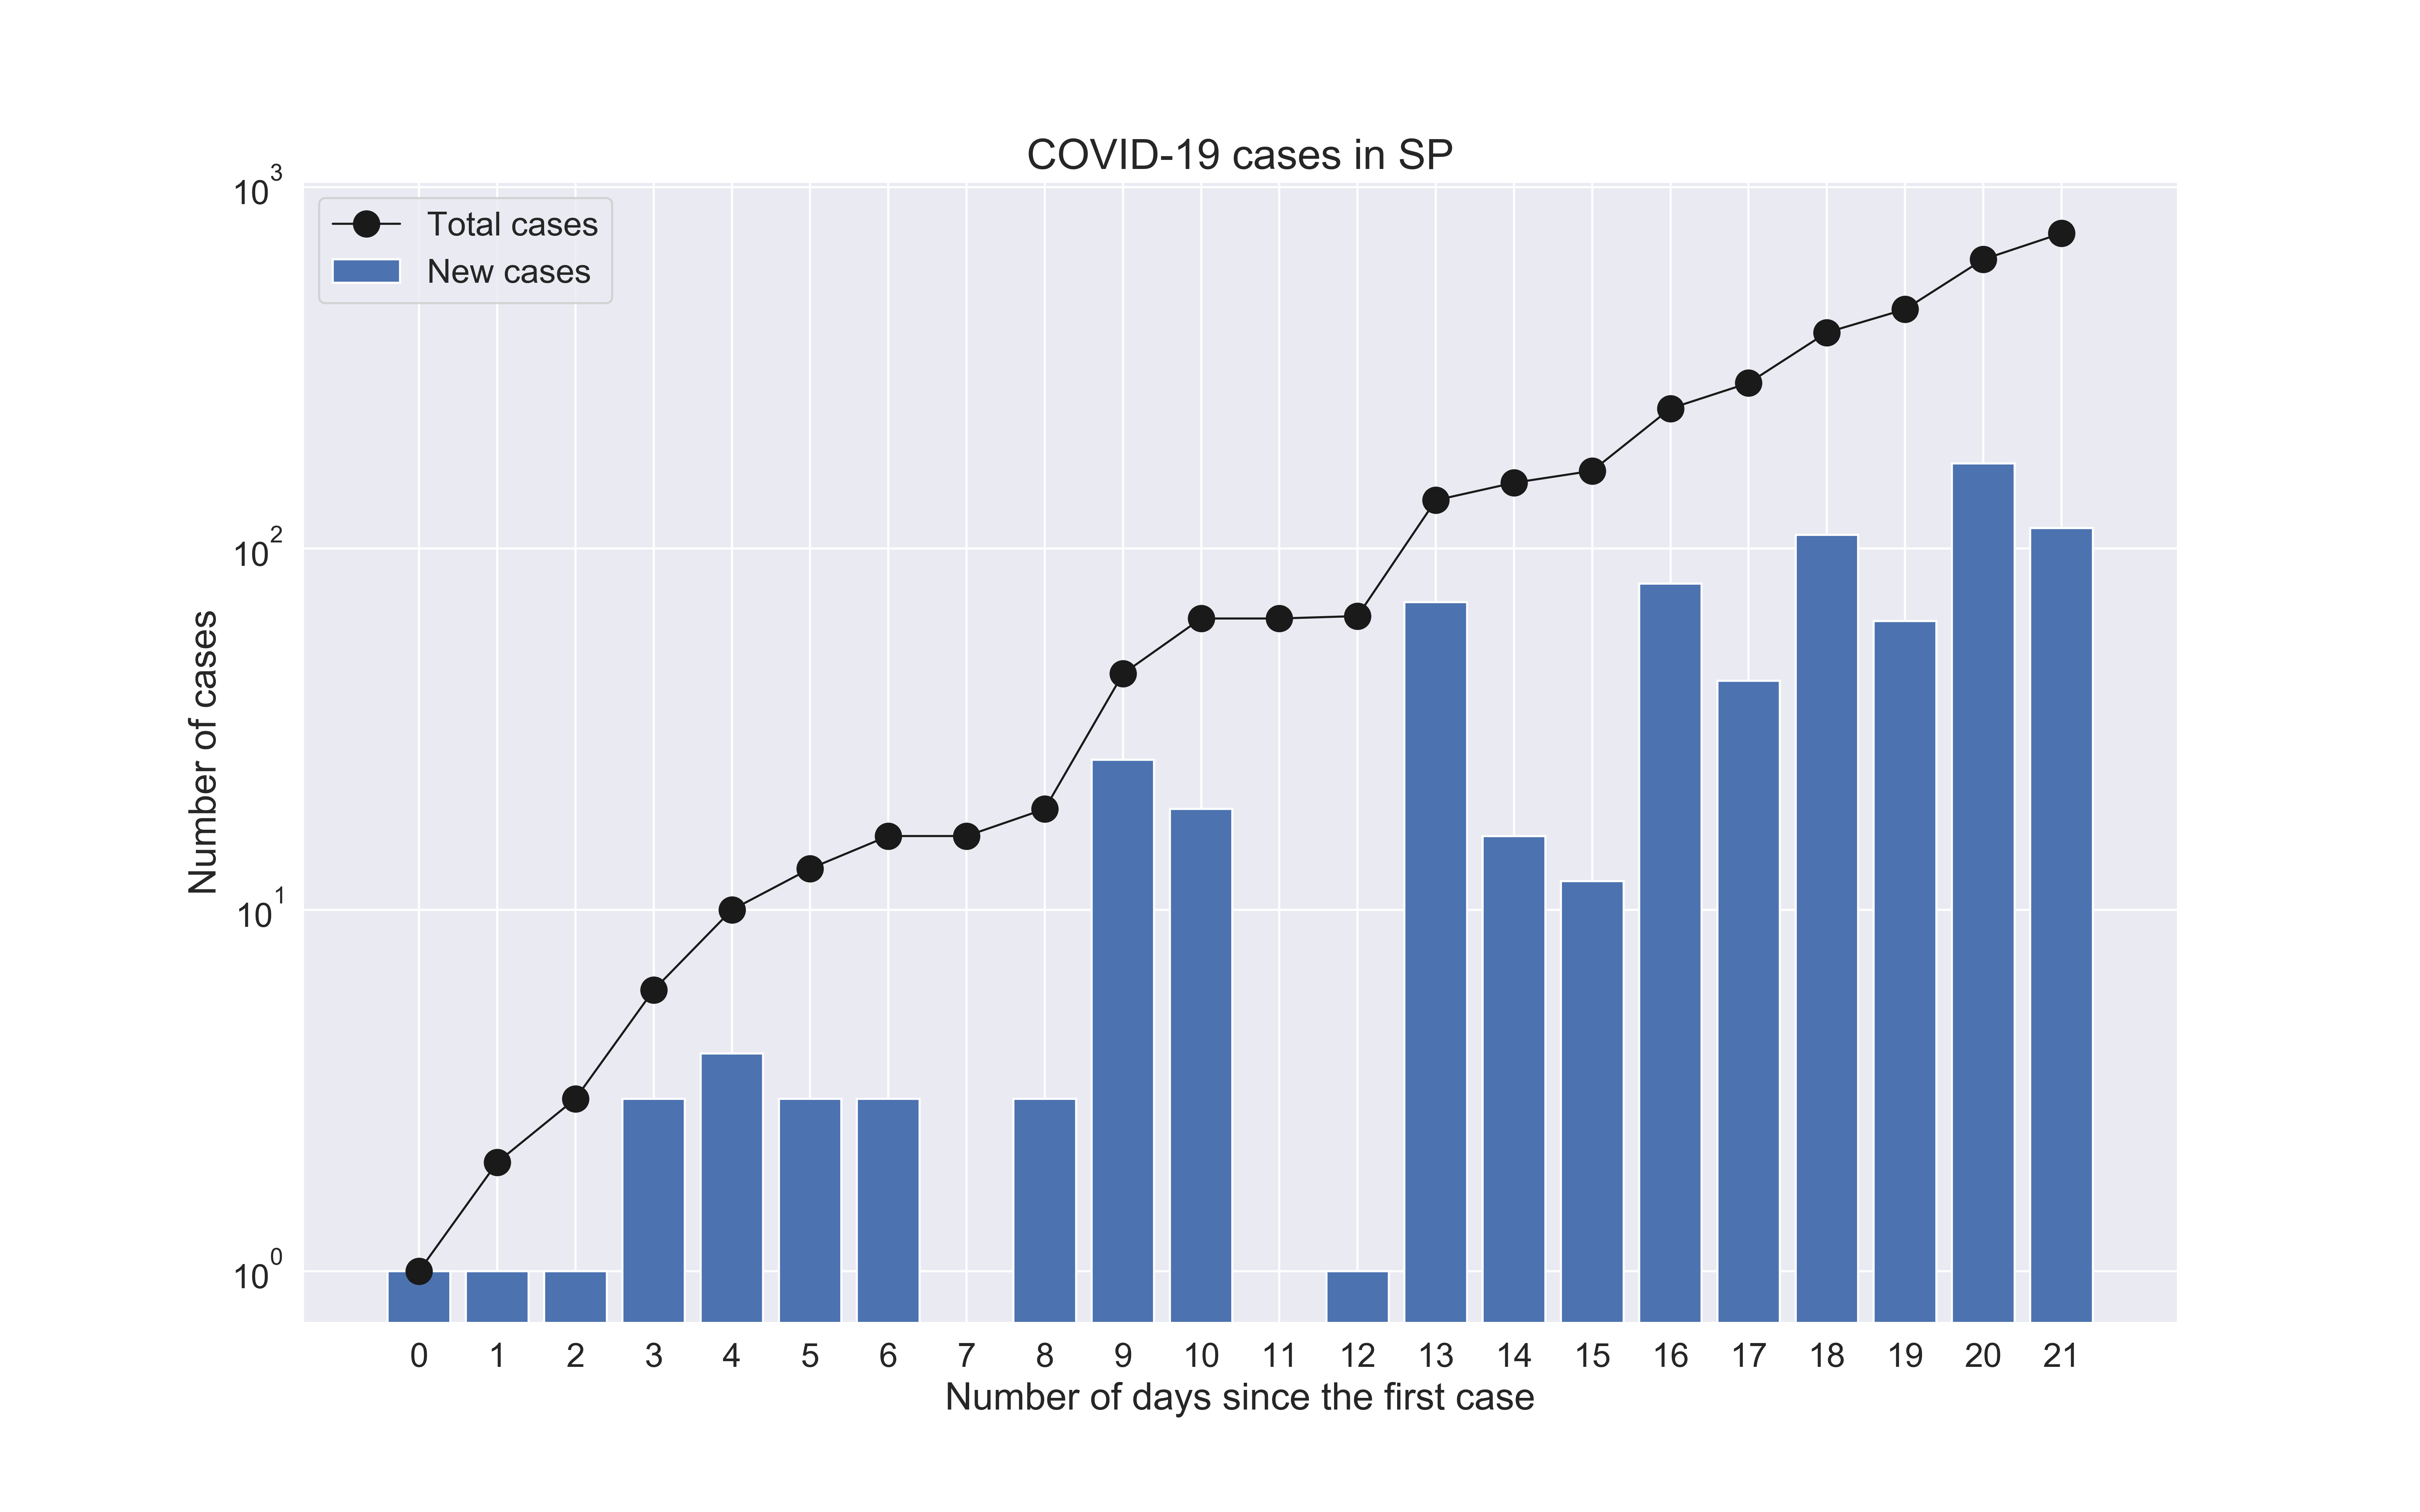 COVID-19 cases in SP
10^3
Total cases
New cases
10^2
10^1
10^0
Number of cases
0 1 2 3 4 5 6 7 8 9 10 11 12 13 14 15 16 17 18 19 20 21
Number of days since the first case